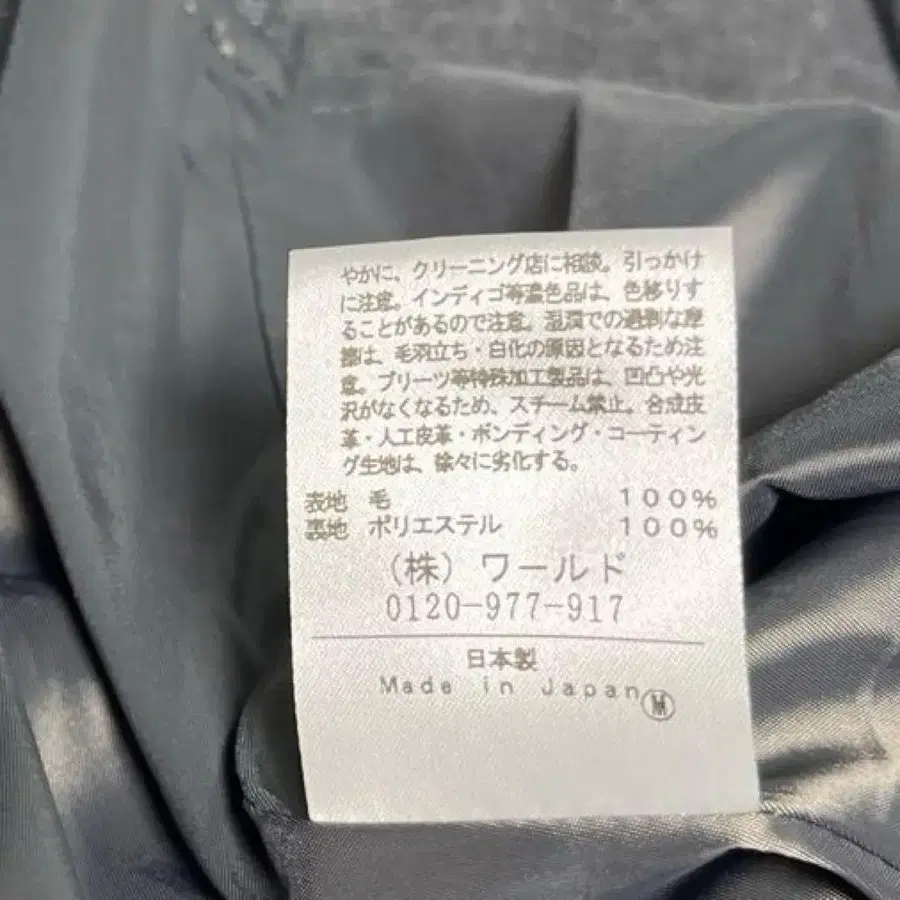 やかに、クリーニング店に相談。引っかけ
に注意。インディゴ等濃色品は、色移りす
ることがあるので注意。湿潤での過剰な摩
擦は、毛羽立ち・白化の原因となるため注
意。プリーツ等特殊加工製品は、凹凸や光
沢がなくなるため、スチーム禁止。合成皮
革・人工皮革・ボンディング・コーティン
グ生地は、徐々に劣化する。
表地 毛 100%
裏地 ポリエステル 100%
(株) ワールド
0120-977-917
日本製
Made in Japan